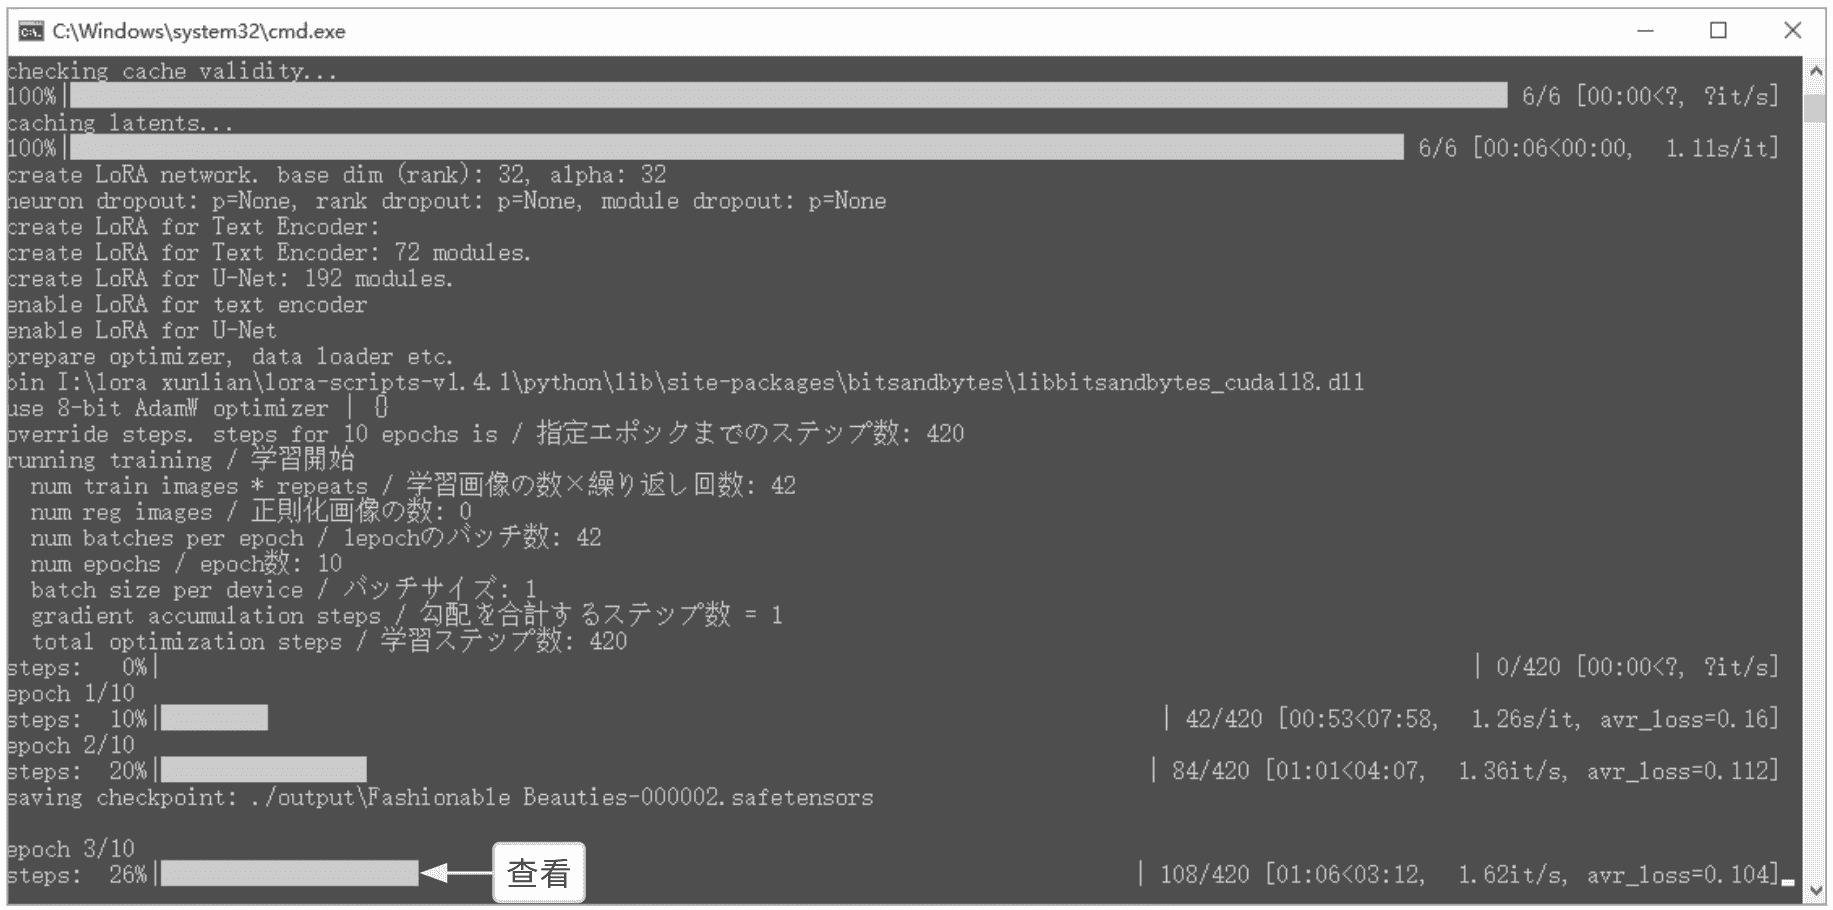 C:\Windows\system32\cmd.exe
checking cache validity...
100%| 6/6 [00:00<?, ?it/s]
caching latents...
100%| 6/6 [00:06<00:00, 1.11s/it]
create LoRA network. base dim (rank): 32, alpha: 32
neuron dropout: p=None, rank dropout: p=None, module dropout: p=None
create LoRA for Text Encoder:
create LoRA for Text Encoder: 72 modules.
create LoRA for U-Net: 192 modules.
enable LoRA for text encoder
enable LoRA for U-Net
prepare optimizer, data loader etc.
bin I:\lora xunlian\lora-scripts-v1.4.1\python\lib\site-packages\bitsandbytes\libbitsandbytes_cuda118.dll
use 8-bit AdamW optimizer | {}
override steps. steps for 10 epochs is / 指定エポックまでのステップ数: 420
running training / 学習開始
num train images * repeats / 学習画像の数×繰り返し回数: 42
num reg images / 正則化画像の数: 0
num batches per epoch / 1epochのバッチ数: 42
num epochs / epoch数: 10
batch size per device / バッチサイズ: 1
gradient accumulation steps / 勾配を合計するステップ数 = 1
total optimization steps / 学習ステップ数: 420
steps: 0%| | 0/420 [00:00<?, ?it/s]
epoch 1/10
steps: 10%| | 42/420 [00:53<07:58, 1.26s/it, avr_loss=0.16]
epoch 2/10
steps: 20%| | 84/420 [01:01<04:07, 1.36it/s, avr_loss=0.112]
saving checkpoint: ./output\Fashionable Beauties-000002.safetensors
epoch 3/10
steps: 26%| 查看 | 108/420 [01:06<03:12, 1.62it/s, avr_loss=0.104]